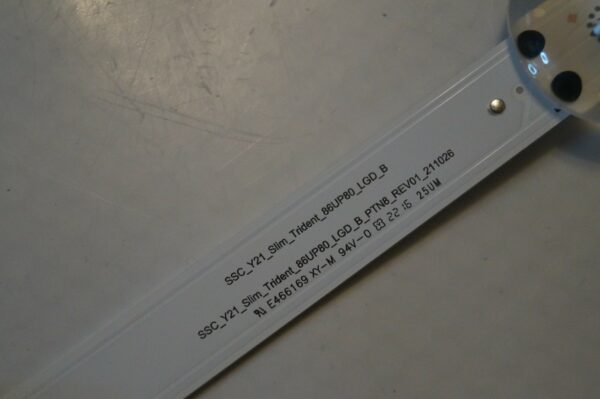 SSC_Y21_Slim_Trident_86UP80_LGD_B
SSC_Y21_Slim_Trident_86UP80_LGD_B_PTN8_REV01_211026
E466169 XY-M 94V-0 22.15 25UM